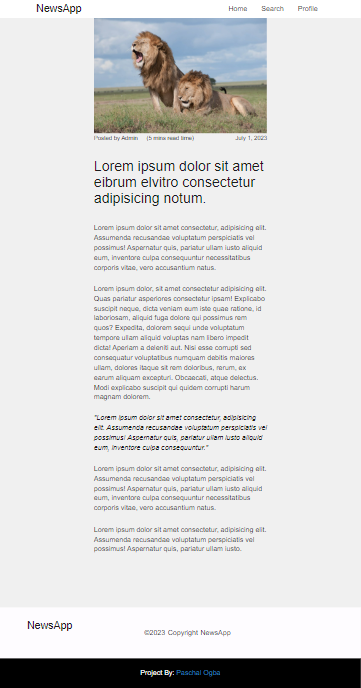 NewsApp Home Search Profile
Posted by Admin (5 mins read time) July 1, 2023
Lorem ipsum dolor sit amet
eibrum elvitro consectetur
adipisicing notum.
Lorem ipsum dolor sit amet consectetur, adipisicing elit.
Assumenda recusandae voluptatum perspiciatis vel
possimus! Aspernatur quis, pariatur ullam iusto aliquid
eum, inventore culpa consequuntur necessitatibus
corporis vitae, vero accusantium natus.
Lorem ipsum dolor, sit amet consectetur adipisicing elit.
Quas pariatur asperiores consectetur ipsam! Explicabo
suscipit neque, dicta veniam eum iste quae ratione, id
laboriosam, aliquid fuga dolore qui possimus rem
quos? Expedita, dolorem sequi unde voluptatum
tempore ullam aliquid voluptas nam libero impedit
dicta! Aperiam a deleniti aut. Nisi esse corrupti sed
consequatur voluptatibus numquam debitis maiores
ullam, dolores itaque sit rem doloribus, rerum, ex
earum aliquam excepturi. Obcaecati, atque delectus.
Modi explicabo suscipit qui quidem corrupti harum
magnam dolorem.
"Lorem ipsum dolor sit amet consectetur, adipisicing
elit. Assumenda recusandae voluptatum perspiciatis vel
possimus! Aspernatur quis, pariatur ullam iusto aliquid
eum, inventore culpa consequuntur."
Lorem ipsum dolor sit amet consectetur, adipisicing elit.
Assumenda recusandae voluptatum perspiciatis vel
possimus! Aspernatur quis, pariatur ullam iusto aliquid
eum, inventore culpa consequuntur necessitatibus
corporis vitae, vero accusantium natus.
Lorem ipsum dolor sit amet consectetur, adipisicing elit.
Assumenda recusandae voluptatum perspiciatis vel
possimus! Aspernatur quis, pariatur ullam iusto.
NewsApp
©2023 Copyright NewsApp
Project By: Paschal Ogba